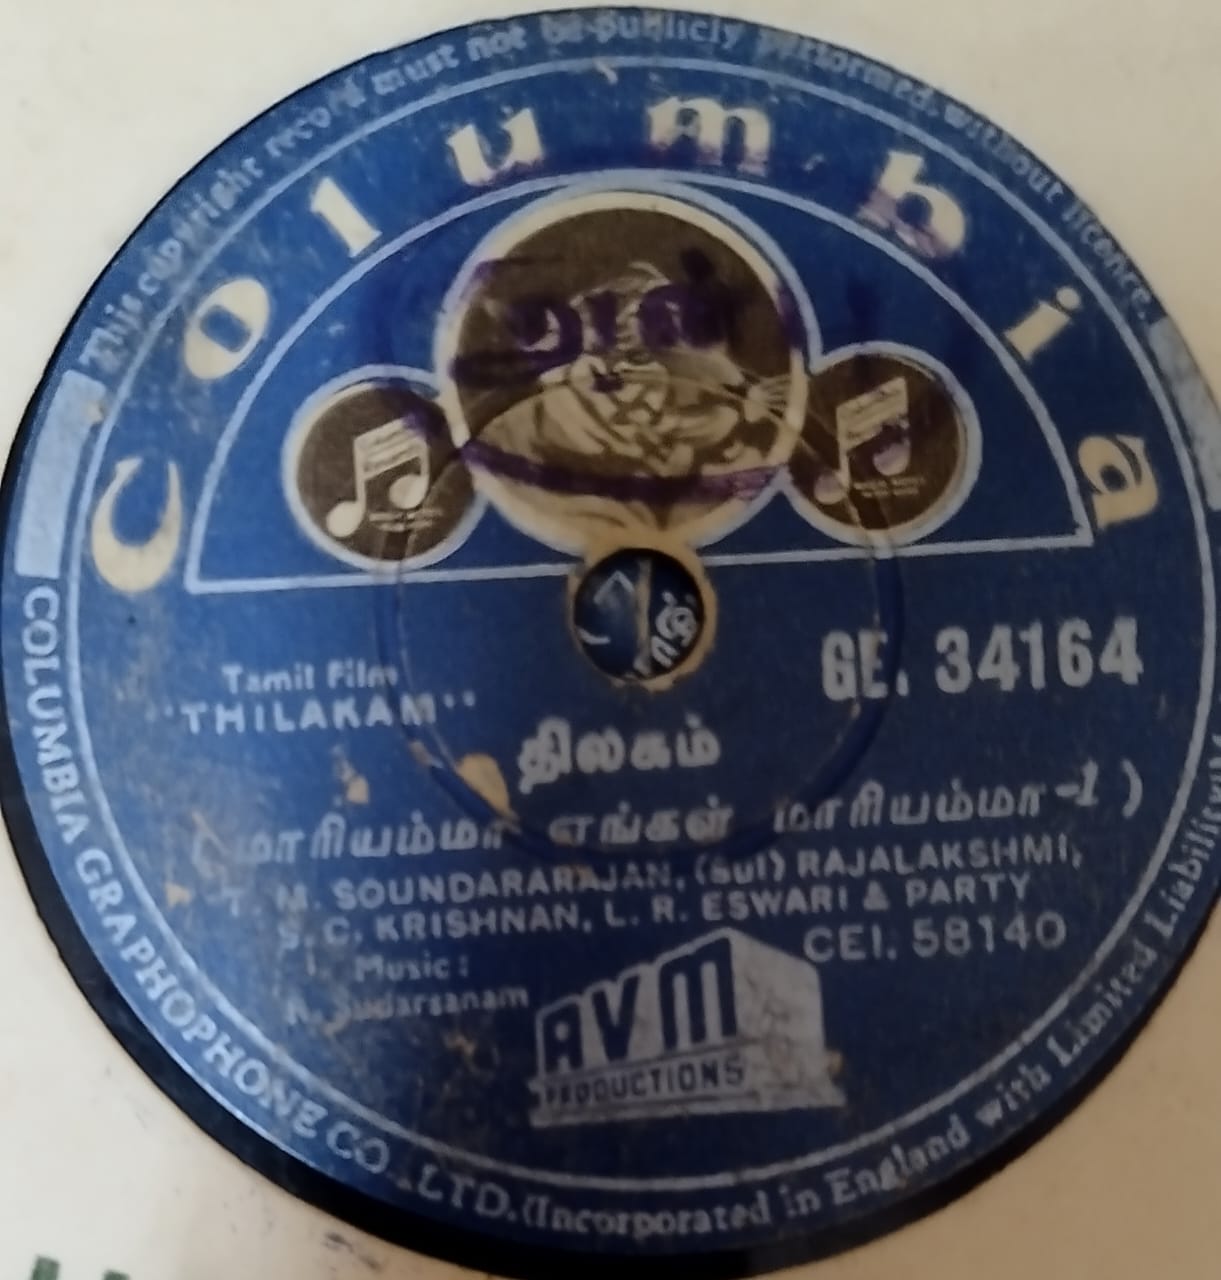 This copyright record must not be publicly performed without licence.
Columbia
GE. 34164
Tamil Film
"THILAKAM"
திலகம்
( மாரியம்மா எங்கள் மாரியம்மா -1 )
T. M. SOUNDARARAJAN, (Sul) RAJALAKSHMI,
S. C. KRISHNAN, L. R. ESWARI & PARTY
CEI. 58140
Music :
R. Sudarsanam
AVM
PRODUCTIONS
COLUMBIA GRAPHOPHONE CO., LTD. (Incorporated in England with Limited Liability)